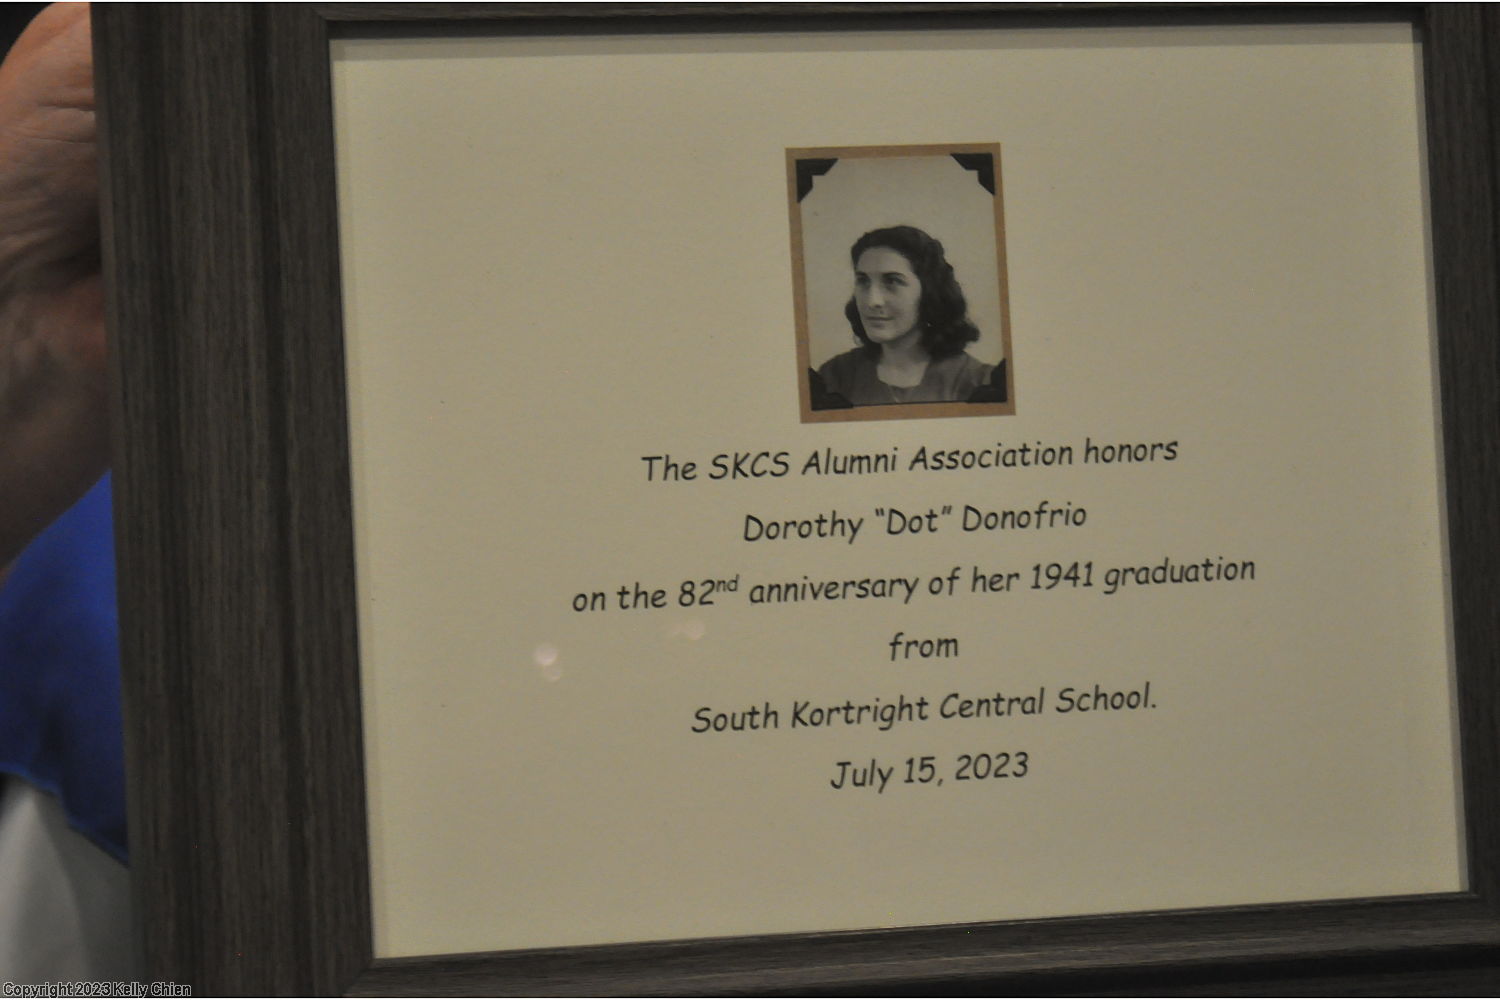 The SKCS Alumni Association honors
Dorothy “Dot” Donofrio
on the 82nd anniversary of her 1941 graduation
from
South Kortright Central School.
July 15, 2023
Copyright 2023 Kelly Chien